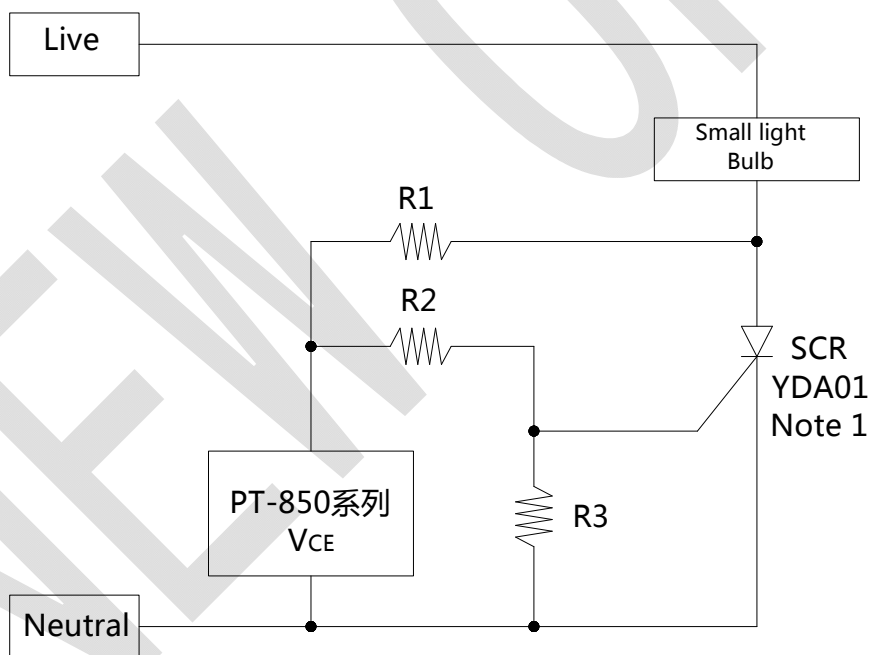 Live
Small light
Bulb
R1
R2
SCR
YDA01
Note 1
PT-850系列
VCE
R3
Neutral